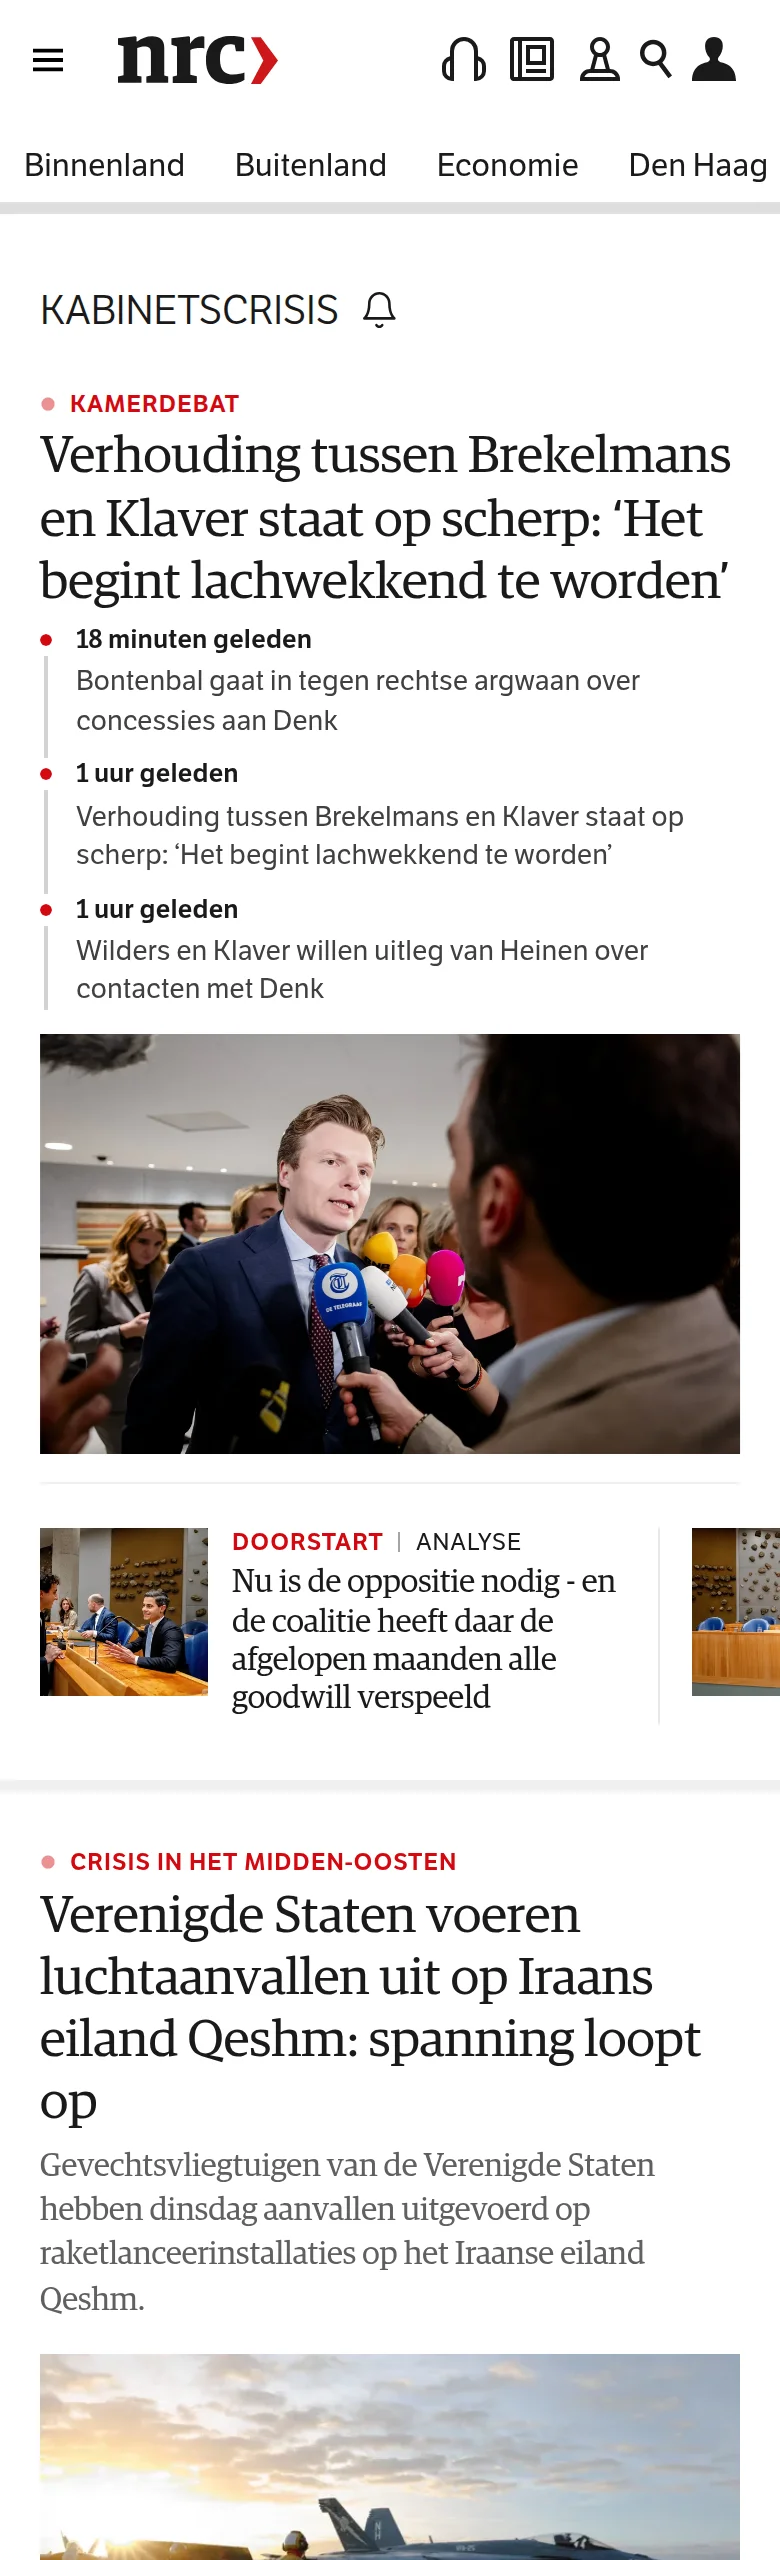 nrc
Binnenland Buitenland Economie Den Haag
KABINETSCRISIS
KAMERDEBAT
Verhouding tussen Brekelmans
en Klaver staat op scherp: ‘Het
begint lachwekkend te worden’
18 minuten geleden
Bontenbal gaat in tegen rechtse argwaan over
concessies aan Denk
1 uur geleden
Verhouding tussen Brekelmans en Klaver staat op
scherp: ‘Het begint lachwekkend te worden’
1 uur geleden
Wilders en Klaver willen uitleg van Heinen over
contacten met Denk
DE TELEGRAAF
DOORSTART | ANALYSE
Nu is de oppositie nodig - en
de coalitie heeft daar de
afgelopen maanden alle
goodwill verspeeld
CRISIS IN HET MIDDEN-OOSTEN
Verenigde Staten voeren
luchtaanvallen uit op Iraans
eiland Qeshm: spanning loopt
op
Gevechtsvliegtuigen van de Verenigde Staten
hebben dinsdag aanvallen uitgevoerd op
raketlanceerinstallaties op het Iraanse eiland
Qeshm.